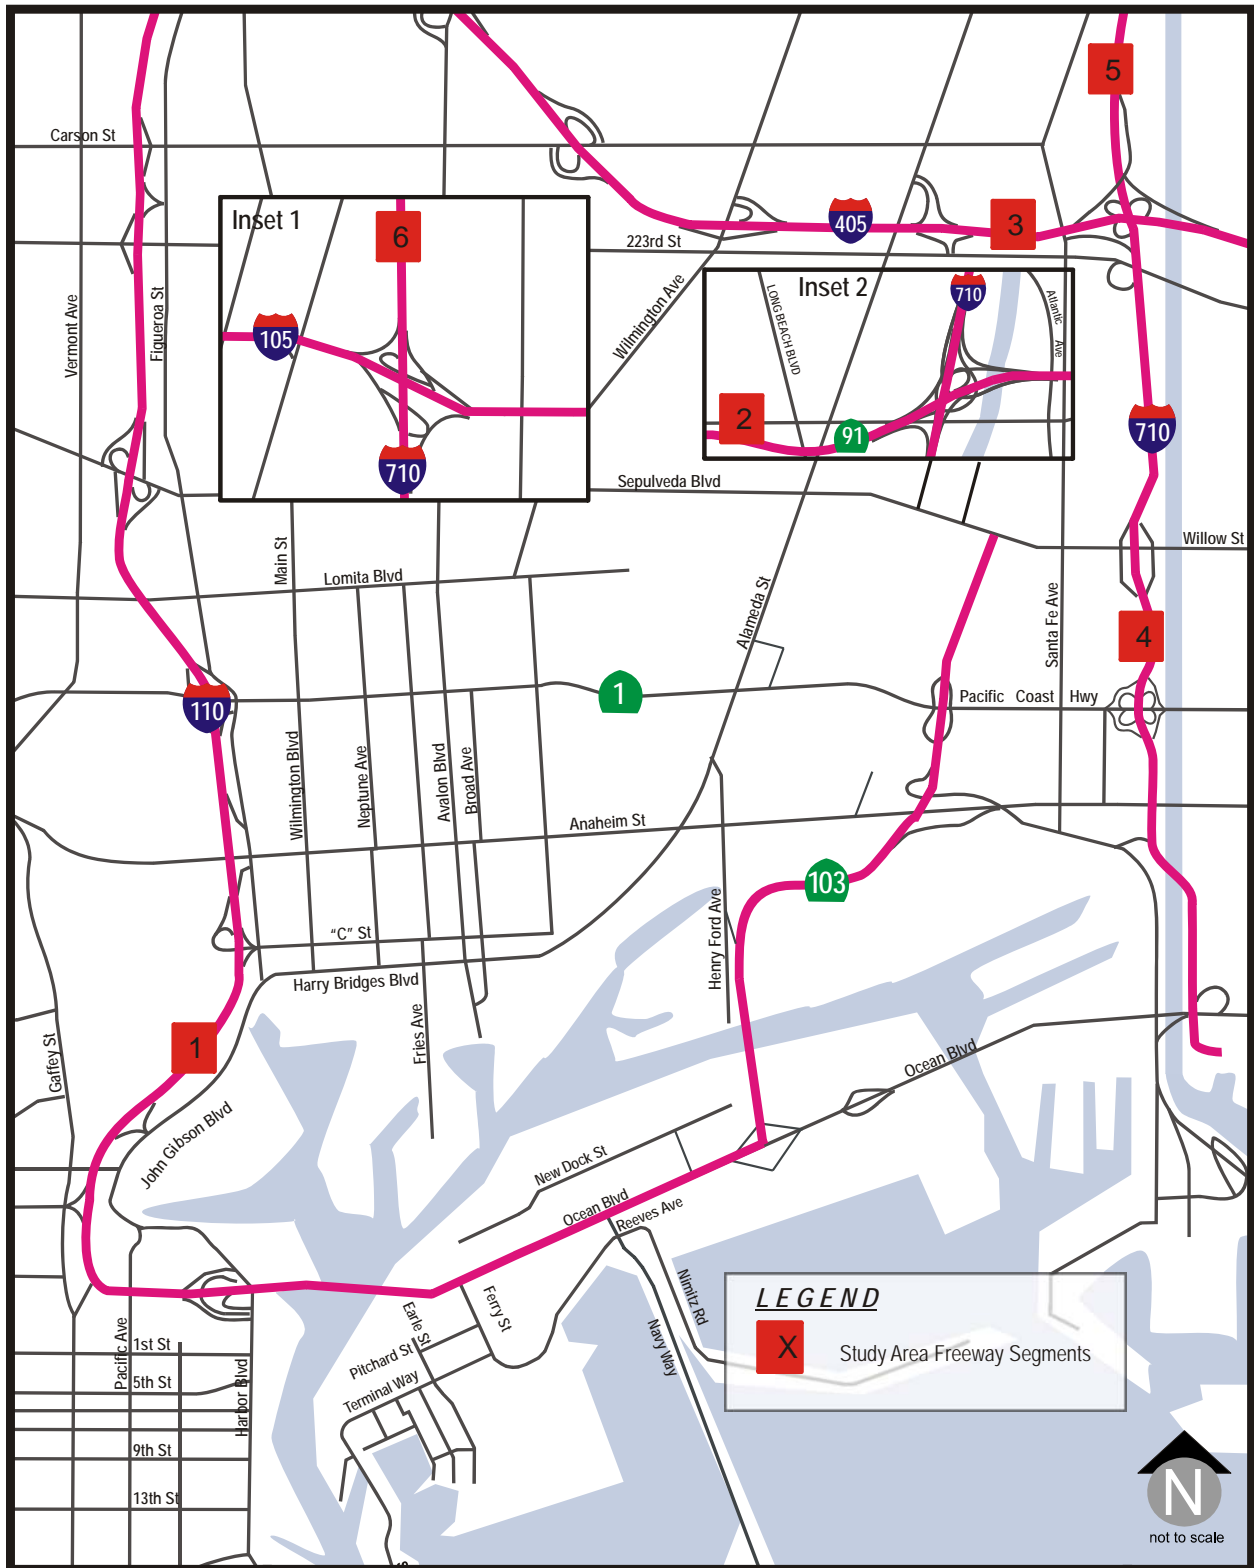 5
Carson St
Inset 1
6
405
3
223rd St
Vermont Ave
Figueroa St
105
710
Wilmington Ave
Inset 2
710
LONG BEACH BLVD
Atlantic Ave
2
91
710
Sepulveda Blvd
Willow St
Main St
Lomita Blvd
Alameda St
Santa Fe Ave
4
110
1
Pacific Coast Hwy
Wilmington Blvd
Neptune Ave
Avalon Blvd
Broad Ave
Anaheim St
103
Henry Ford Ave
"C" St
Harry Bridges Blvd
Fries Ave
1
Gaffey St
John Gibson Blvd
Ocean Blvd
New Dock St
Ocean Blvd
Reeves Ave
Nimitz Rd
Navy Way
Ferry St
Earle St
Pitchard St
Terminal Way
Pacific Ave
Harbor Blvd
1st St
5th St
9th St
13th St
LEGEND
X Study Area Freeway Segments
N
not to scale